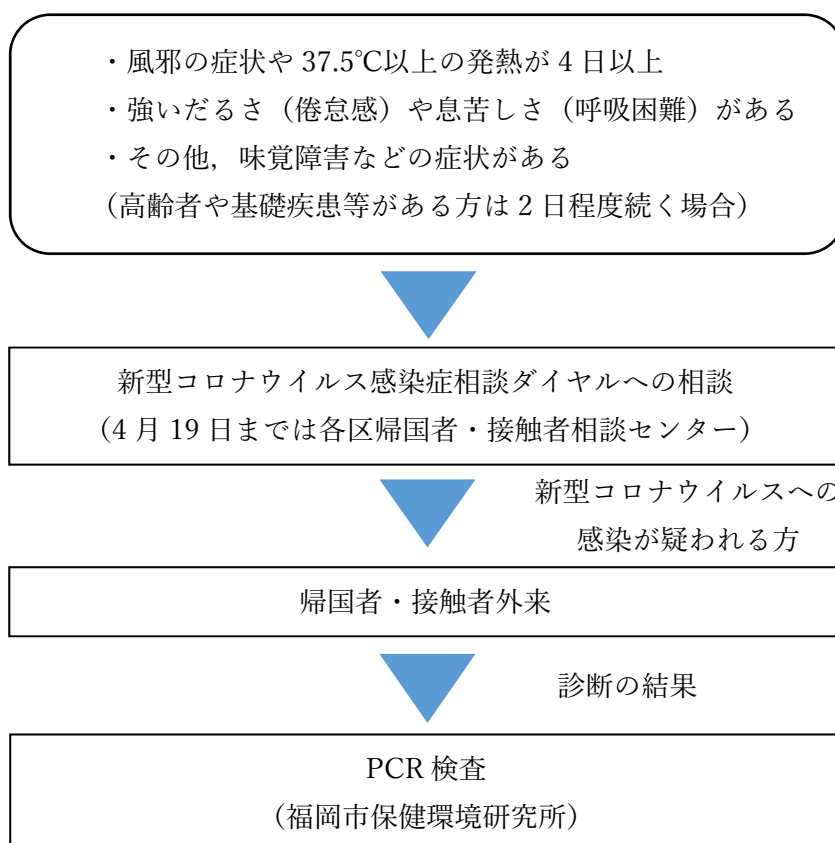 ・風邪の症状や 37.5℃以上の発熱が 4 日以上
・強いだるさ（倦怠感）や息苦しさ（呼吸困難）がある
・その他，味覚障害などの症状がある
（高齢者や基礎疾患等がある方は 2 日程度続く場合）
新型コロナウイルス感染症相談ダイヤルへの相談
（4 月 19 日までは各区帰国者・接触者相談センター）
新型コロナウイルスへの
感染が疑われる方
帰国者・接触者外来
診断の結果
PCR 検査
（福岡市保健環境研究所）